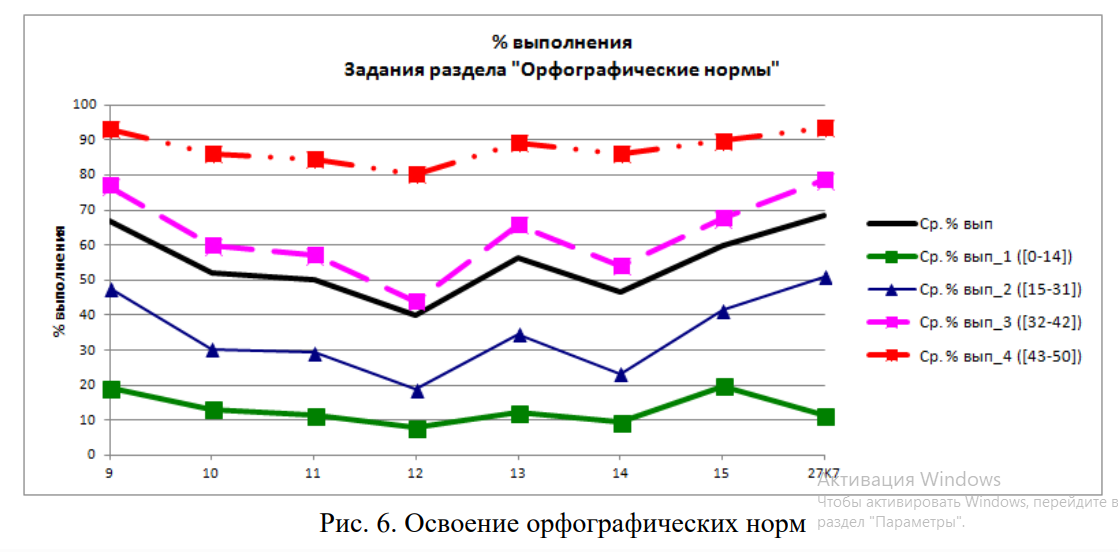 % выполнения
Задания раздела "Орфографические нормы"
% выполнения
100
90
80
70
60
50
40
30
20
10
0
9 10 11 12 13 14 15 27К7
Ср. % вып
Ср. % вып_1 ([0-14])
Ср. % вып_2 ([15-31])
Ср. % вып_3 ([32-42])
Ср. % вып_4 ([43-50])
Активация Windows
Чтобы активировать Windows, перейдите в
раздел "Параметры".
Рис. 6. Освоение орфографических норм